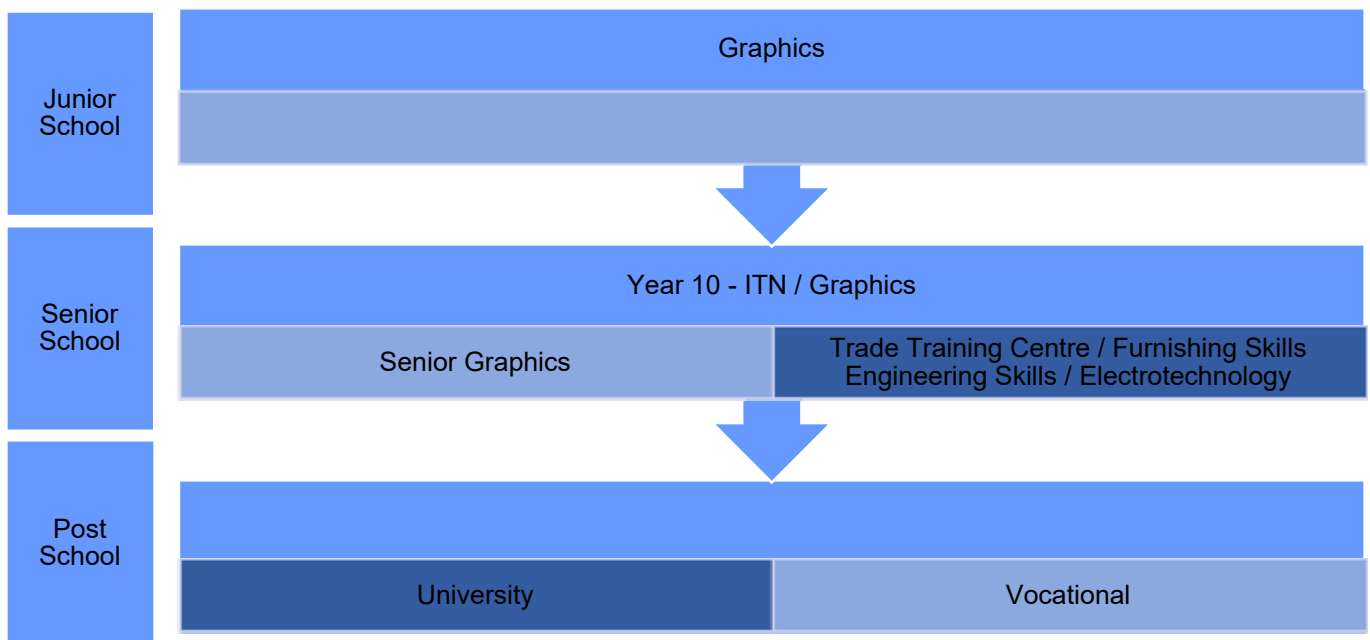 Junior
School
Graphics
Senior
School
Year 10 - ITN / Graphics
Senior Graphics
Trade Training Centre / Furnishing Skills
Engineering Skills / Electrotechnology
Post
School
University
Vocational